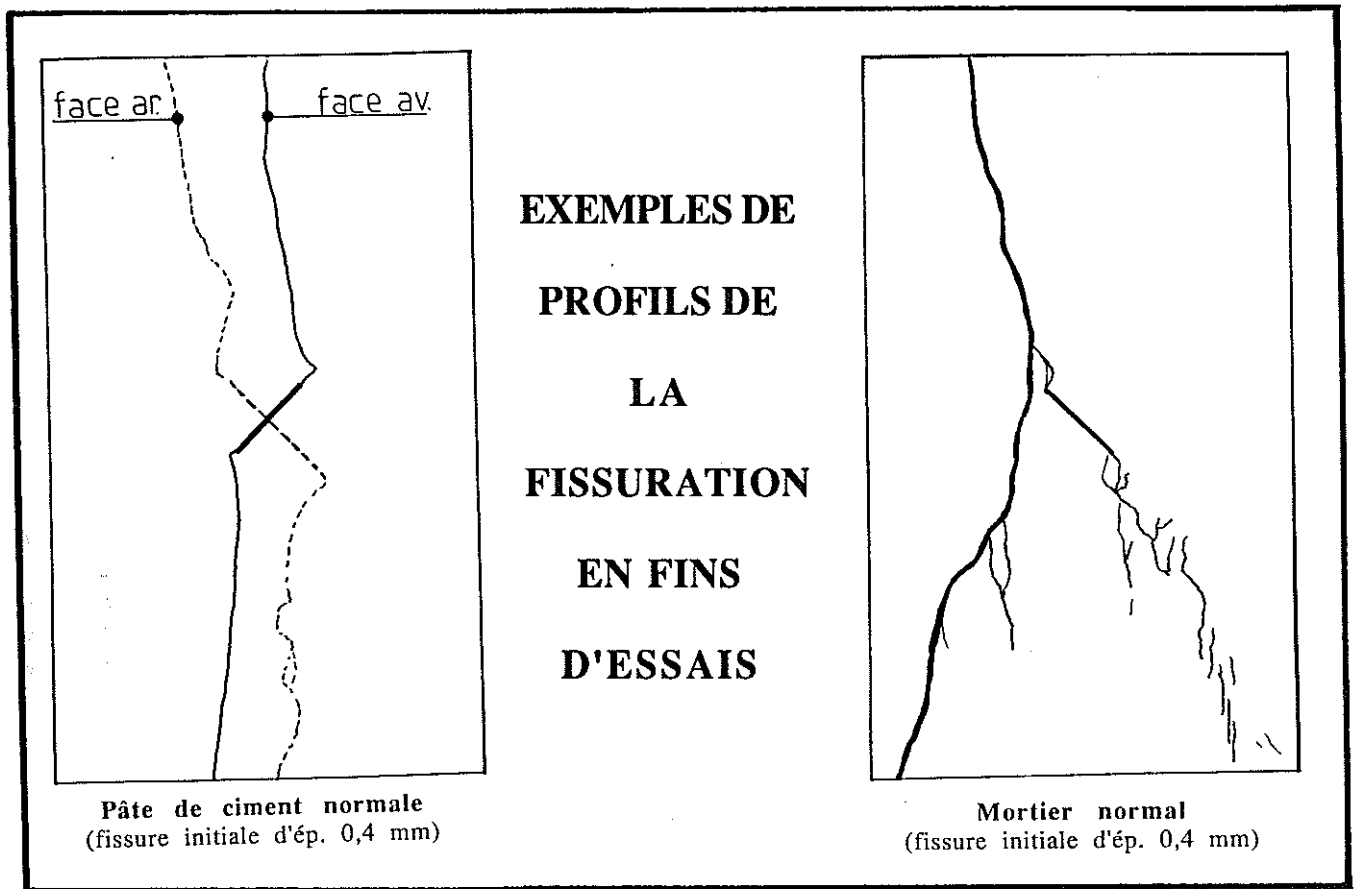 face ar.
face av.
EXEMPLES DE
PROFILS DE
LA
FISSURATION
EN FINS
D'ESSAIS
Pâte de ciment normale
(fissure initiale d'ép. 0,4 mm)
Mortier normal
(fissure initiale d'ép. 0,4 mm)